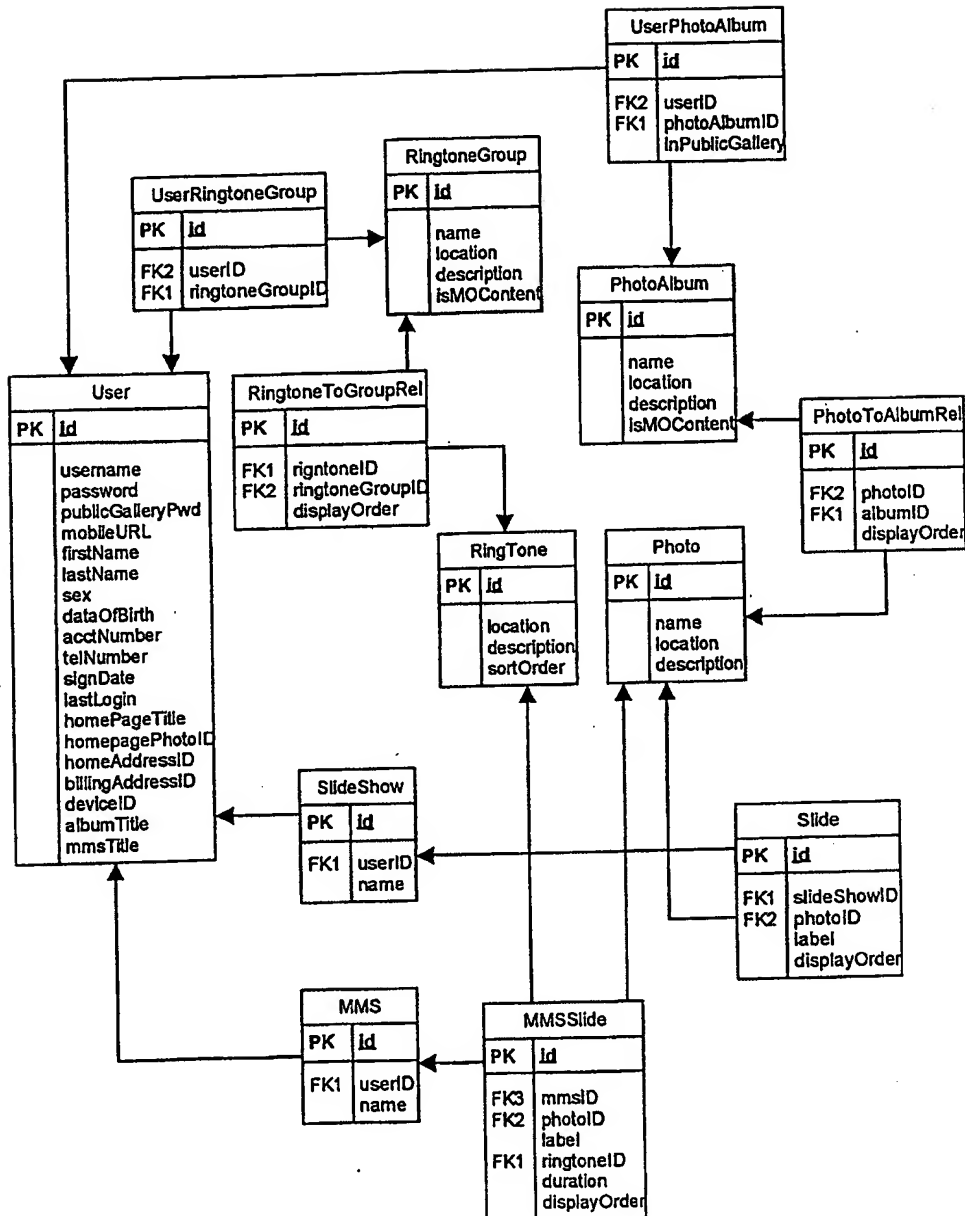 UserPhotoAlbum
PK id
FK2 userID
FK1 photoAlbumID
inPublicGallery
RingtoneGroup
PK id
name
location
description
isMOContent
UserRingtoneGroup
PK id
FK2 userID
FK1 ringtoneGroupID
PhotoAlbum
PK id
name
location
description
isMOContent
User
PK id
username
password
publicGalleryPwd
mobileURL
firstName
lastName
sex
dataOfBirth
acctNumber
telNumber
signDate
lastLogin
homePageTitle
homepagePhotoID
homeAddressID
billingAddressID
deviceID
albumTitle
mmsTitle
RingtoneToGroupRel
PK id
FK1 rigntoneID
FK2 ringtoneGroupID
displayOrder
PhotoToAlbumRel
PK id
FK2 photoID
FK1 albumID
displayOrder
RingTone
PK id
location
description
sortOrder
Photo
PK id
name
location
description
SlideShow
PK id
FK1 userID
name
Slide
PK id
FK1 slideShowID
FK2 photoID
label
displayOrder
MMS
PK id
FK1 userID
name
MMSSlide
PK id
FK3 mmsID
FK2 photoID
label
FK1 ringtoneID
duration
displayOrder